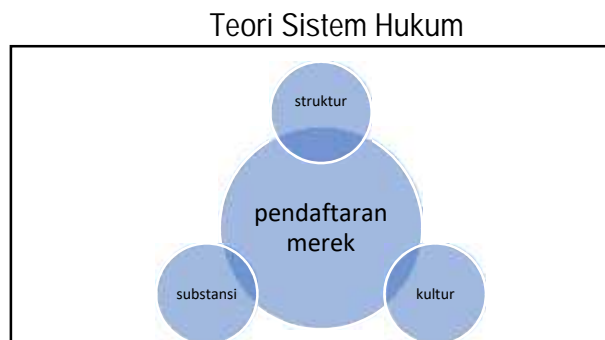 Teori Sistem Hukum
struktur
pendaftaran
merek
substansi
kultur